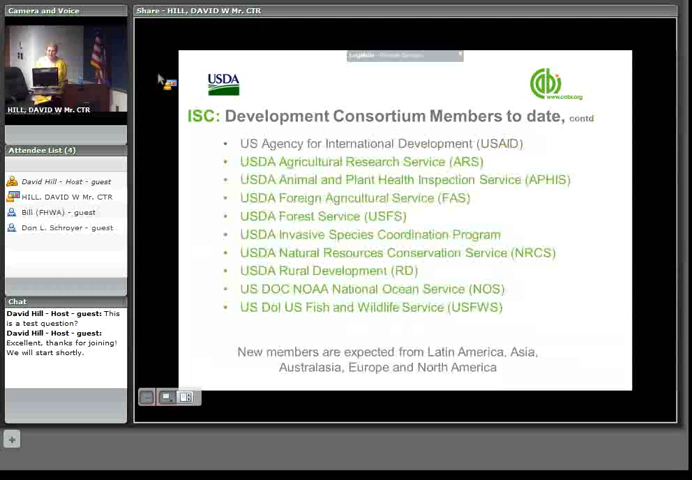 Camera and Voice
HILL, DAVID W Mr. CTR
Attendee List (4)
David Hill - Host - guest
HILL, DAVID W Mr. CTR
Bill (FHWA) - guest
Don L. Schroyer - guest
Chat
David Hill - Host - guest: This
is a test question?
David Hill - Host - guest:
Excellent, thanks for joining!
We will start shortly.
Share - HILL, DAVID W Mr. CTR
USDA
cabi
www.cabi.org
ISC: Development Consortium Members to date, contd
• US Agency for International Development (USAID)
• USDA Agricultural Research Service (ARS)
• USDA Animal and Plant Health Inspection Service (APHIS)
• USDA Foreign Agricultural Service (FAS)
• USDA Forest Service (USFS)
• USDA Invasive Species Coordination Program
• USDA Natural Resources Conservation Service (NRCS)
• USDA Rural Development (RD)
• US DOC NOAA National Ocean Service (NOS)
• US DoI US Fish and Wildlife Service (USFWS)
New members are expected from Latin America, Asia,
Australasia, Europe and North America